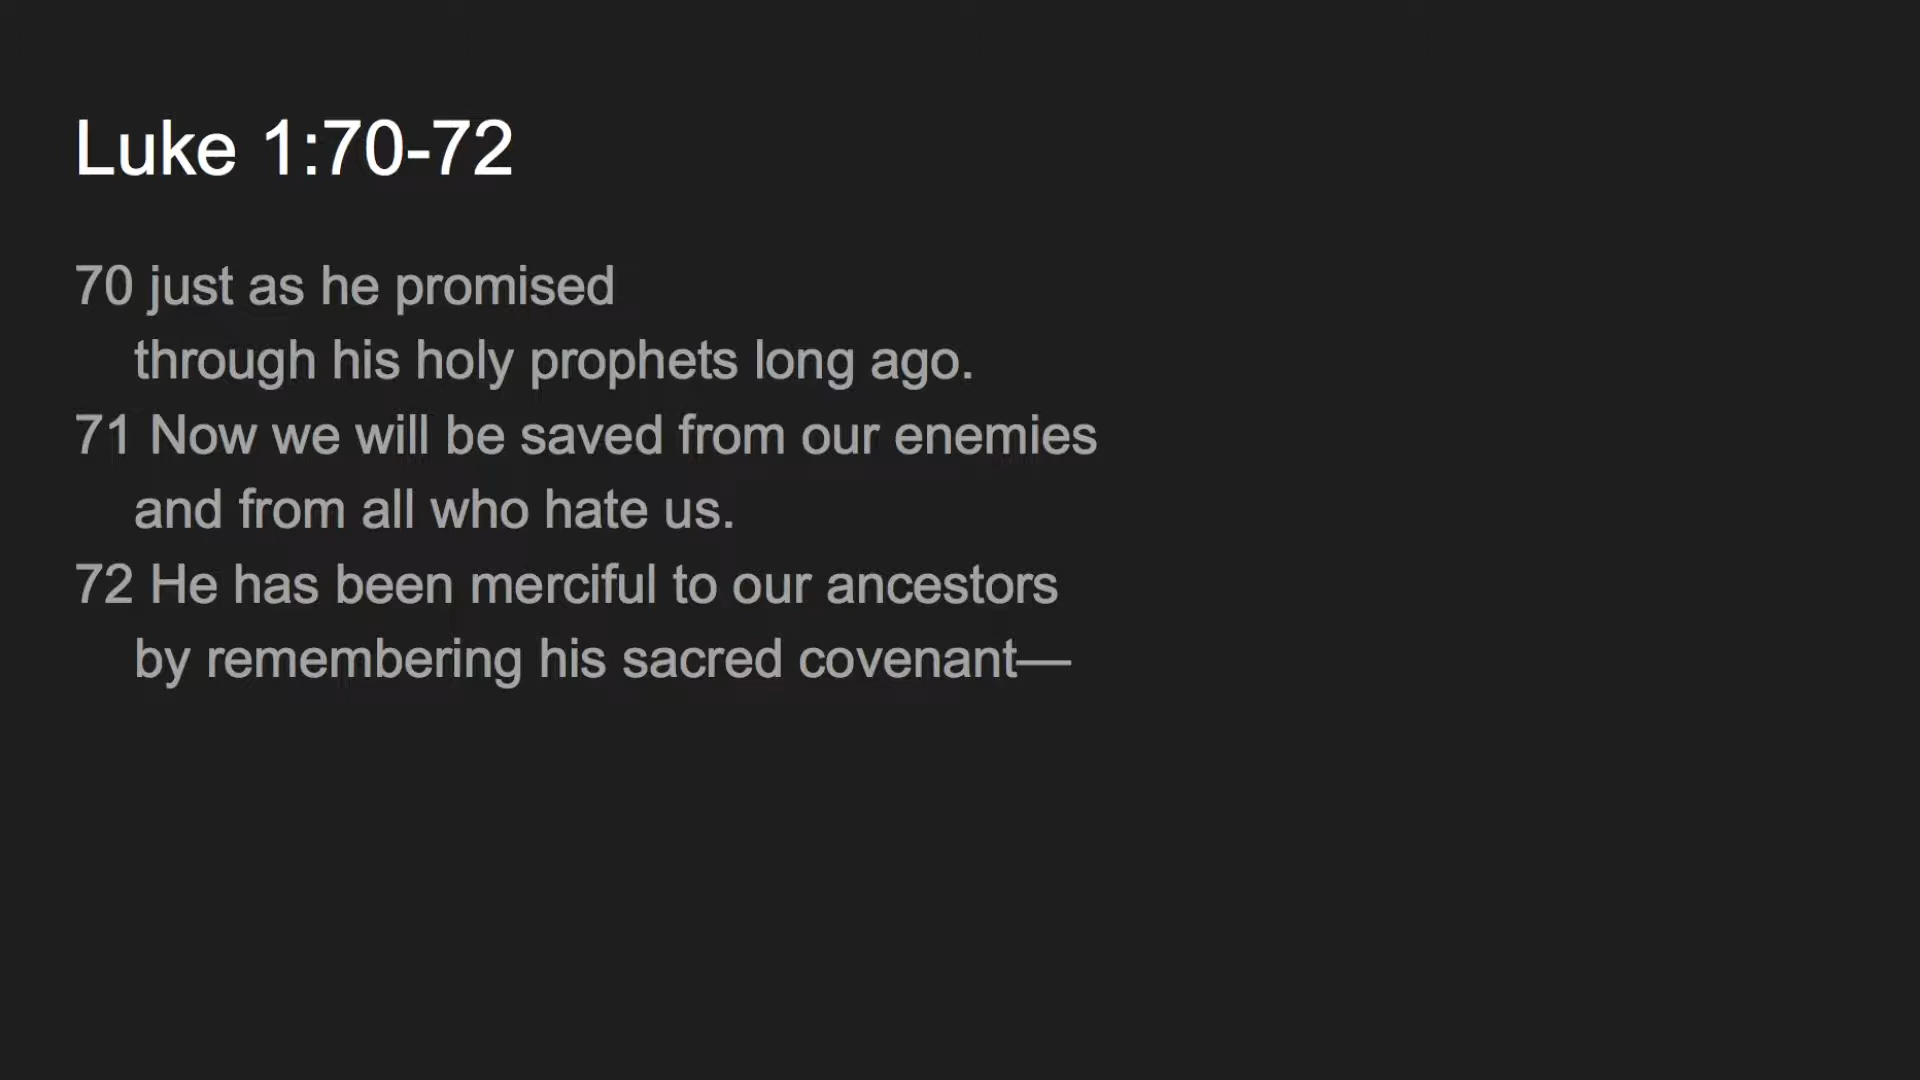 Luke 1:70-72
70 just as he promised
through his holy prophets long ago.
71 Now we will be saved from our enemies
and from all who hate us.
72 He has been merciful to our ancestors
by remembering his sacred covenant—